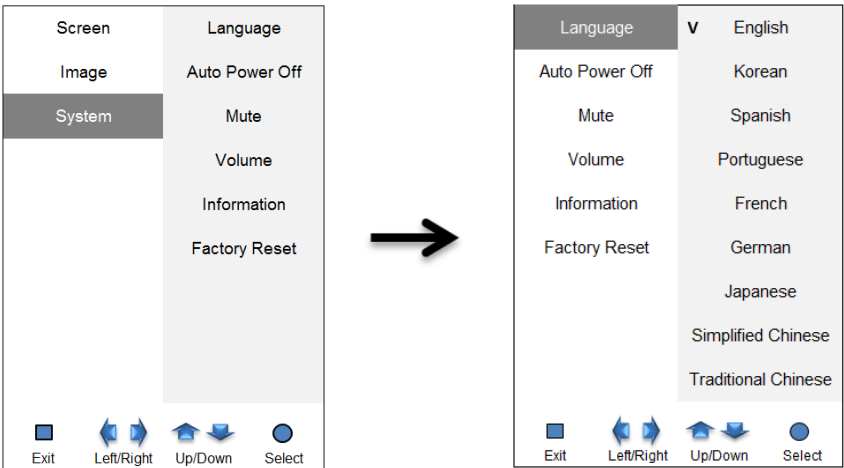 Screen
Image
System
Language
Auto Power Off
Mute
Volume
Information
Factory Reset
Exit
Left/Right
Up/Down
Select
Language
Auto Power Off
Mute
Volume
Information
Factory Reset
V English
Korean
Spanish
Portuguese
French
German
Japanese
Simplified Chinese
Traditional Chinese
Exit
Left/Right
Up/Down
Select